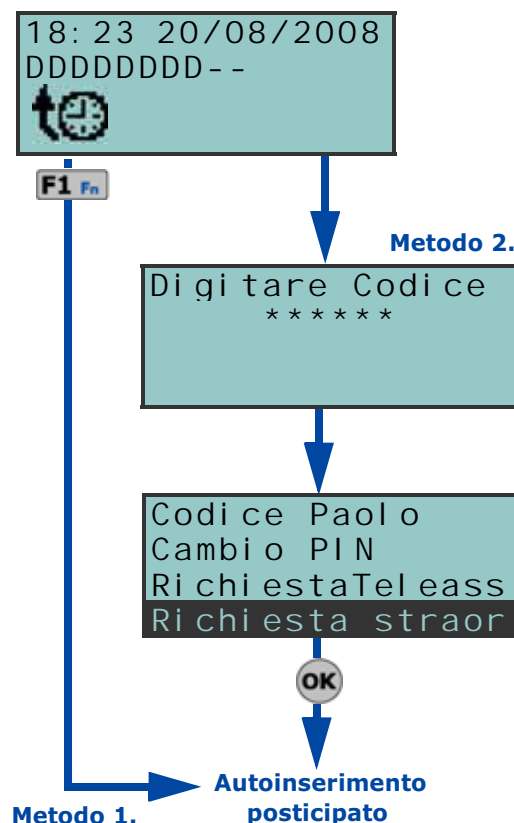 18:23 20/08/2008
DDDDDDDD--
F1 Fn
Metodo 2.
Digitare Codice
******
Codice Paolo
Cambio PIN
RichiestaTeleass
Richiesta straor
OK
Autoinserimento
posticipato
Metodo 1.